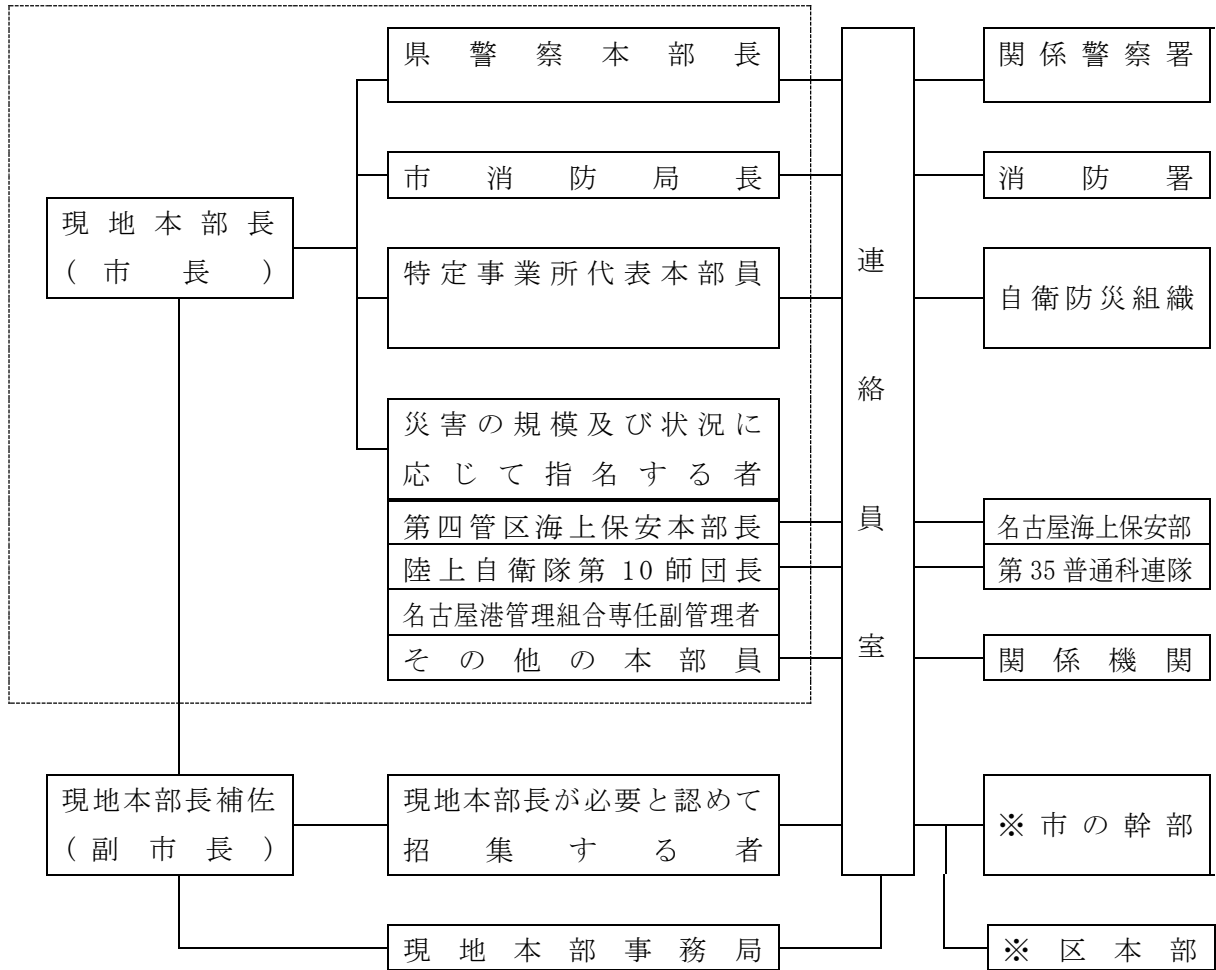 県警察本部長
関係警察署
市消防局長
消防署
現地本部長
(市長)
特定事業所代表本部員
自衛防災組織
連絡員室
災害の規模及び状況に
応じて指名する者
第四管区海上保安本部長
名古屋海上保安部
陸上自衛隊第10師団長
第35普通科連隊
名古屋港管理組合専任副管理者
その他の本部員
関係機関
現地本部長補佐
(副市長)
現地本部長が必要と認めて
招集する者
※市の幹部
現地本部事務局
※区本部